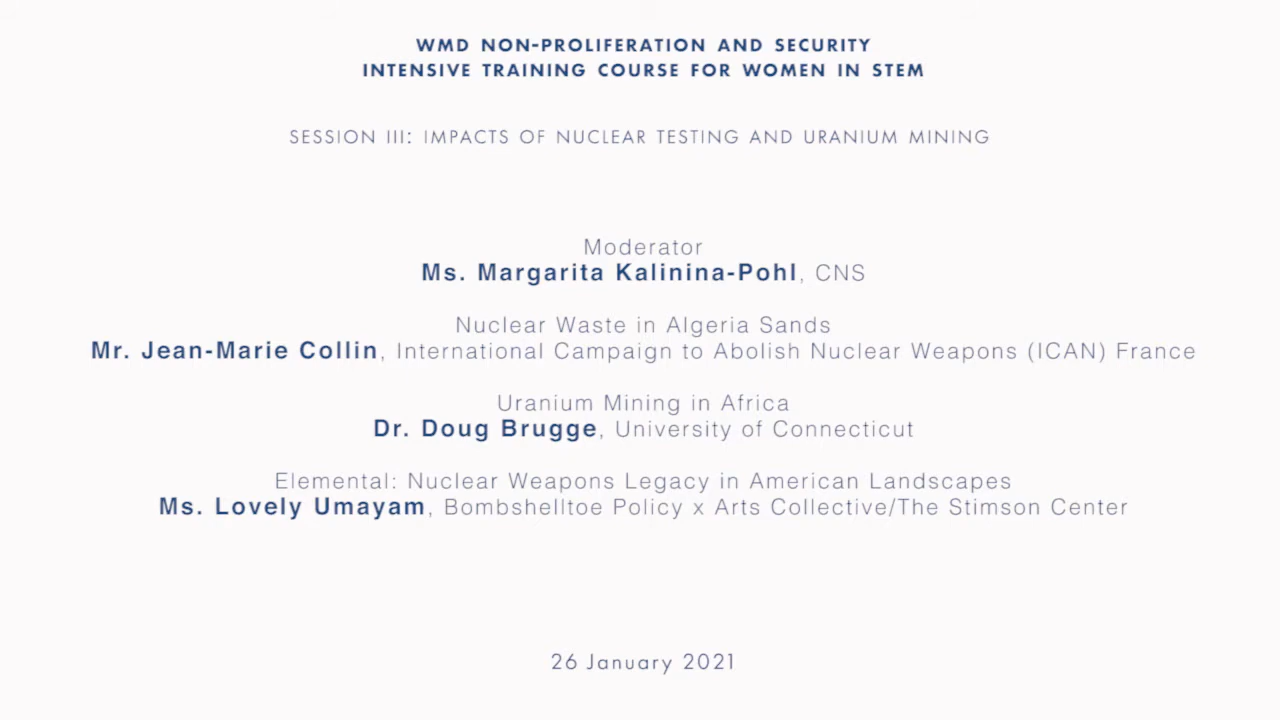 WMD NON-PROLIFERATION AND SECURITY
INTENSIVE TRAINING COURSE FOR WOMEN IN STEM
SESSION III: IMPACTS OF NUCLEAR TESTING AND URANIUM MINING
Moderator
Ms. Margarita Kalinina-Pohl, CNS
Nuclear Waste in Algeria Sands
Mr. Jean-Marie Collin, International Campaign to Abolish Nuclear Weapons (ICAN) France
Uranium Mining in Africa
Dr. Doug Brugge, University of Connecticut
Elemental: Nuclear Weapons Legacy in American Landscapes
Ms. Lovely Umayam, Bombshelltoe Policy x Arts Collective/The Stimson Center
26 January 2021